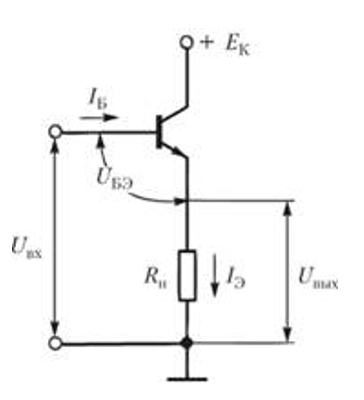 + E_К
I_Б
U_БЭ
U_вх
R_н
I_Э
U_вых